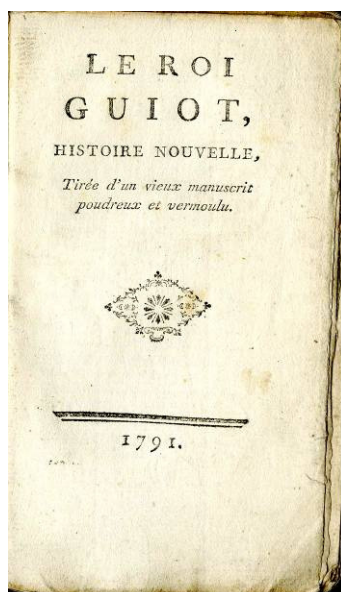 LE ROI
GUIOT,
HISTOIRE NOUVELLE,
Tirée d'un vieux manuscrit
poudreux et vermoulu.
1791.